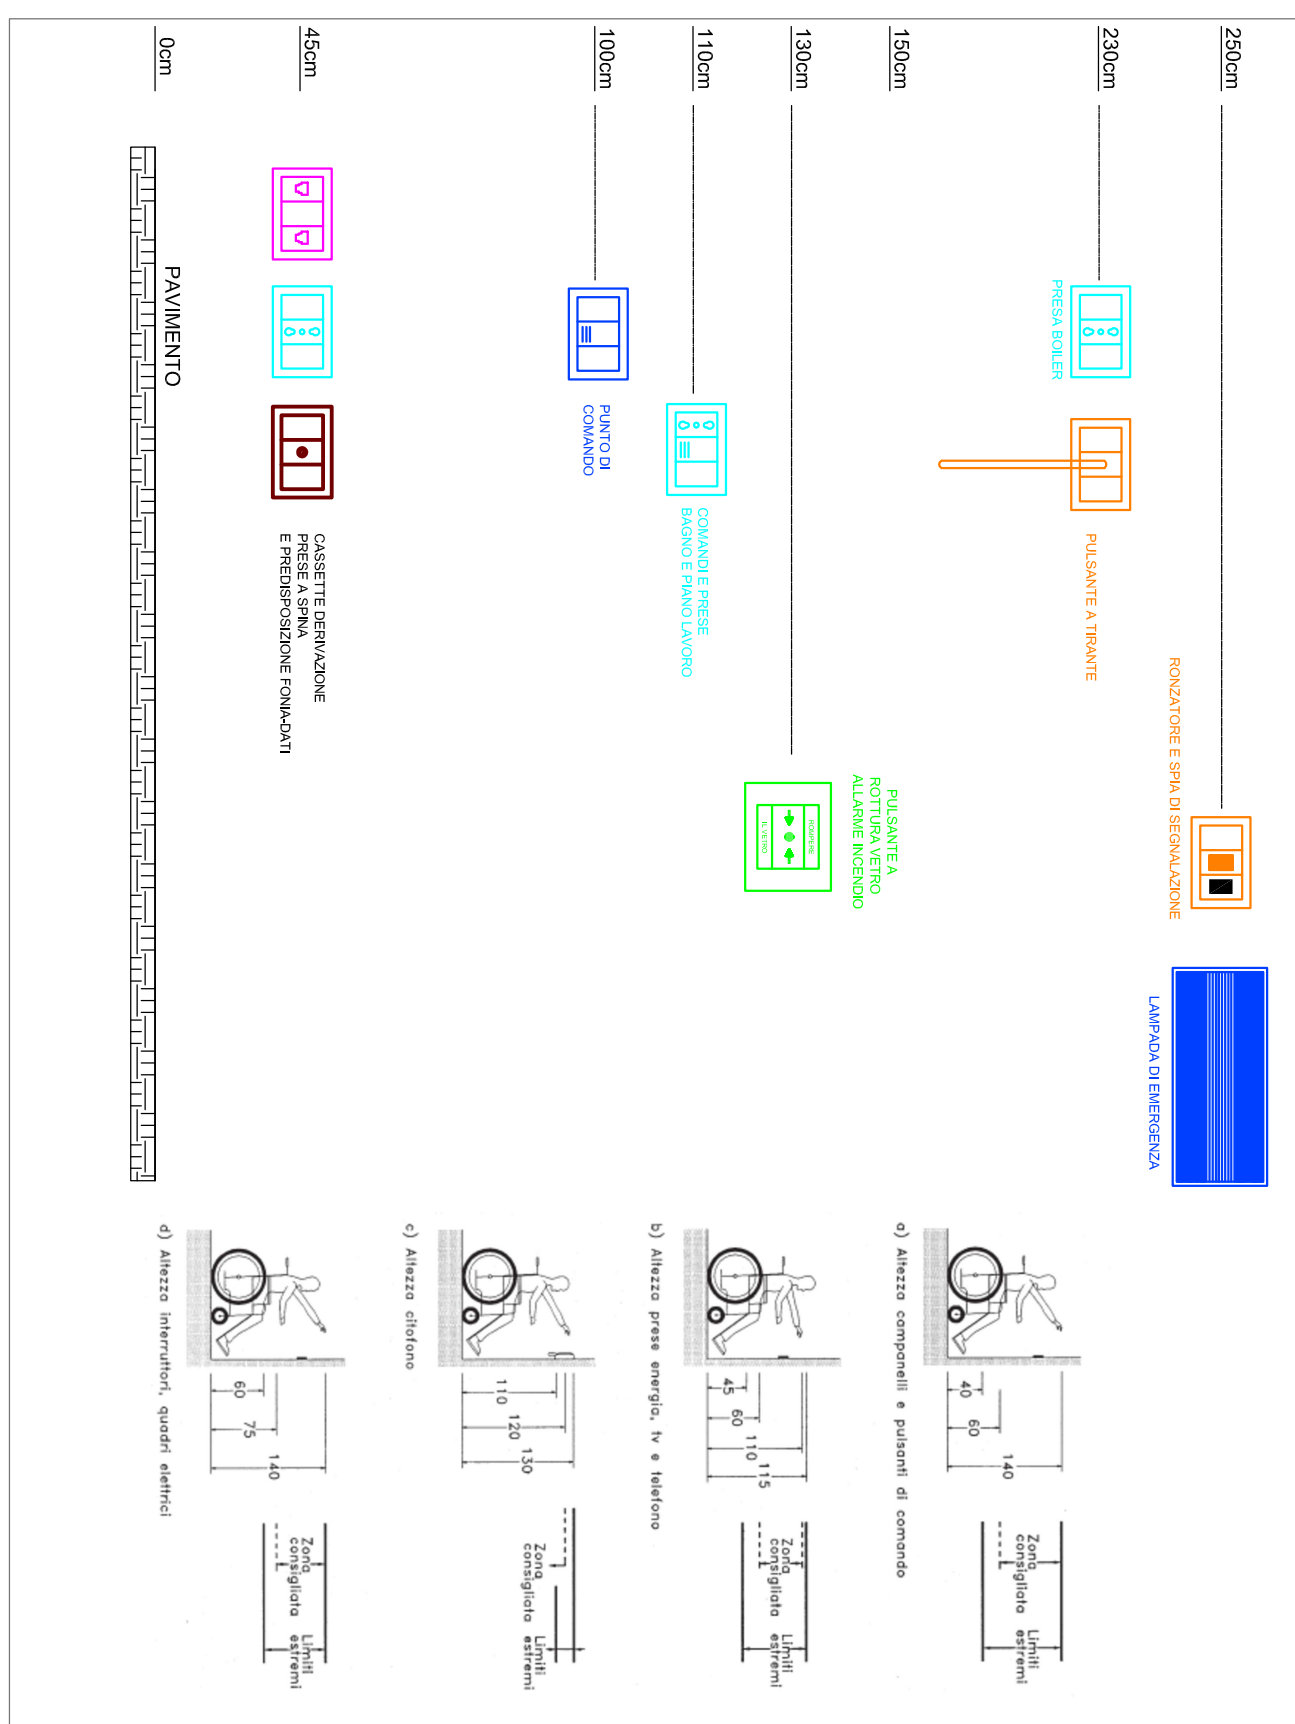 250cm
230cm
150cm
130cm
110cm
100cm
45cm
0cm
RONZATORE E SPIA DI SEGNALAZIONE
LAMPADA DI EMERGENZA
PRESA BOILER
PULSANTE A TIRANTE
PULSANTE A
ROTTURA VETRO
ALLARME INCENDIO
ROMPERE
IL VETRO
COMANDI E PRESE
BAGNO E PIANO LAVORO
PUNTO DI
COMANDO
CASSETTE DERIVAZIONE
PRESE A SPINA
E PREDISPOSIZIONE FONIA-DATI
PAVIMENTO
40
60
140
Zona
consigliata
Limiti
estremi
a) Altezza campanelli e pulsanti di comando
45
60
110
115
Zona
consigliata
Limiti
estremi
b) Altezza prese energia, tv e telefono
110
120
130
Zona
consigliata
Limiti
estremi
c) Altezza citofono
60
75
140
Zona
consigliata
Limiti
estremi
d) Altezza interruttori, quadri elettrici